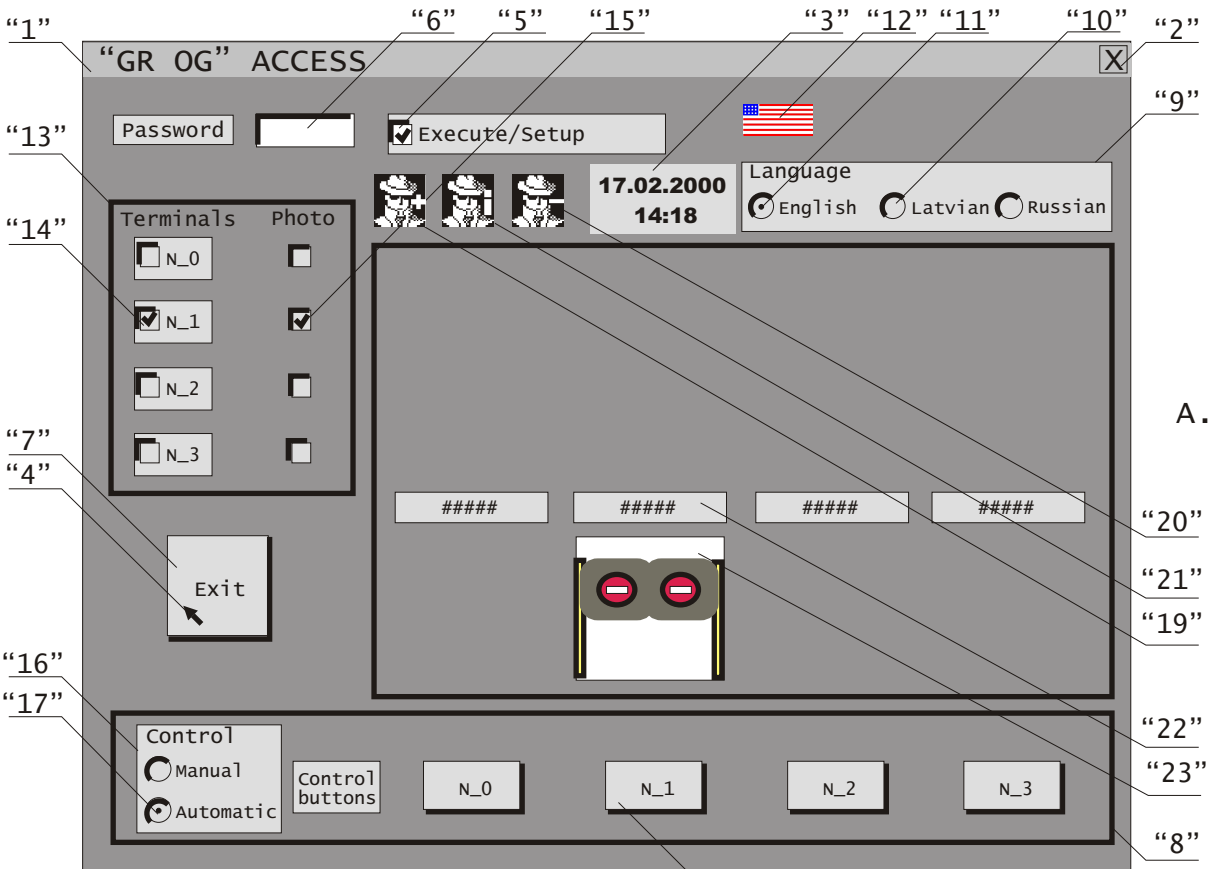 “6” “5” “15” “3” “12” “11” “10”
“1” “2”
“GR OG” ACCESS X
“9”
Password Execute/Setup
“13”
Language
17.02.2000
14:18
English Latvian Russian
Terminals Photo
“14”
N_0
N_1
N_2
A.
N_3
“7”
“4”
##### ##### ##### #####
“20”
Exit
“21”
“19”
“16”
“17”
“22”
Control
Manual
“23”
Control
buttons
N_0 N_1 N_2 N_3
Automatic
“8”